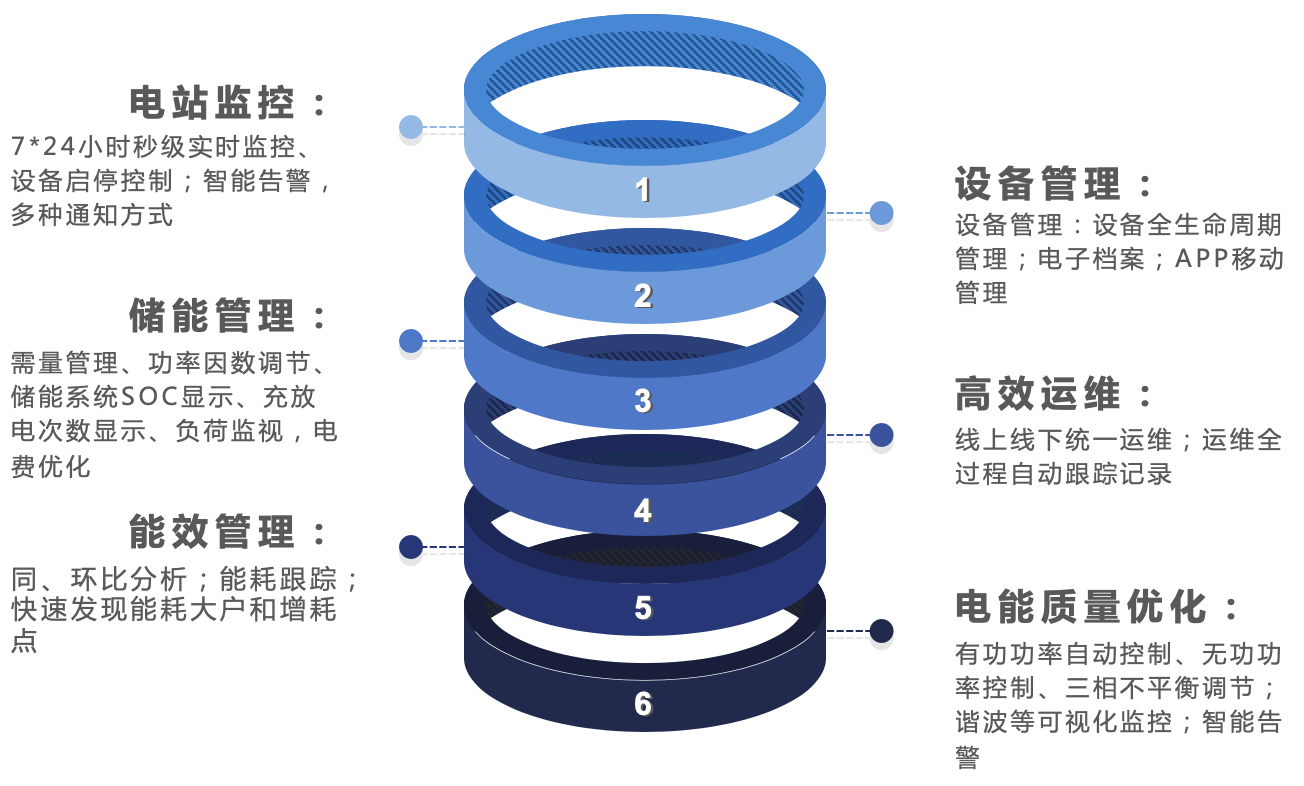 电站监控：
7*24小时秒级实时监控、
设备启停控制；智能告警，
多种通知方式
1
设备管理：
设备管理：设备全生命周期
管理；电子档案；APP移动
管理
2
储能管理：
需量管理、功率因数调节、
储能系统SOC显示、充放
电次数显示、负荷监视，电
费优化
3
高效运维：
线上线下统一运维；运维全
过程自动跟踪记录
4
能效管理：
同、环比分析；能耗跟踪；
快速发现能耗大户和增耗
点
5
电能质量优化：
有功功率自动控制、无功功
率控制、三相不平衡调节；
谐波等可视化监控；智能告
警
6